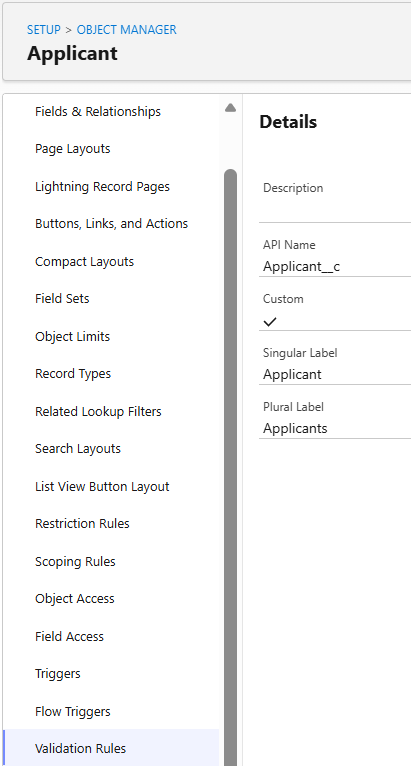 SETUP > OBJECT MANAGER
Applicant
Fields & Relationships
Page Layouts
Lightning Record Pages
Buttons, Links, and Actions
Compact Layouts
Field Sets
Object Limits
Record Types
Related Lookup Filters
Search Layouts
List View Button Layout
Restriction Rules
Scoping Rules
Object Access
Field Access
Triggers
Flow Triggers
Validation Rules
Details
Description
API Name
Applicant__c
Custom
Singular Label
Applicant
Plural Label
Applicants